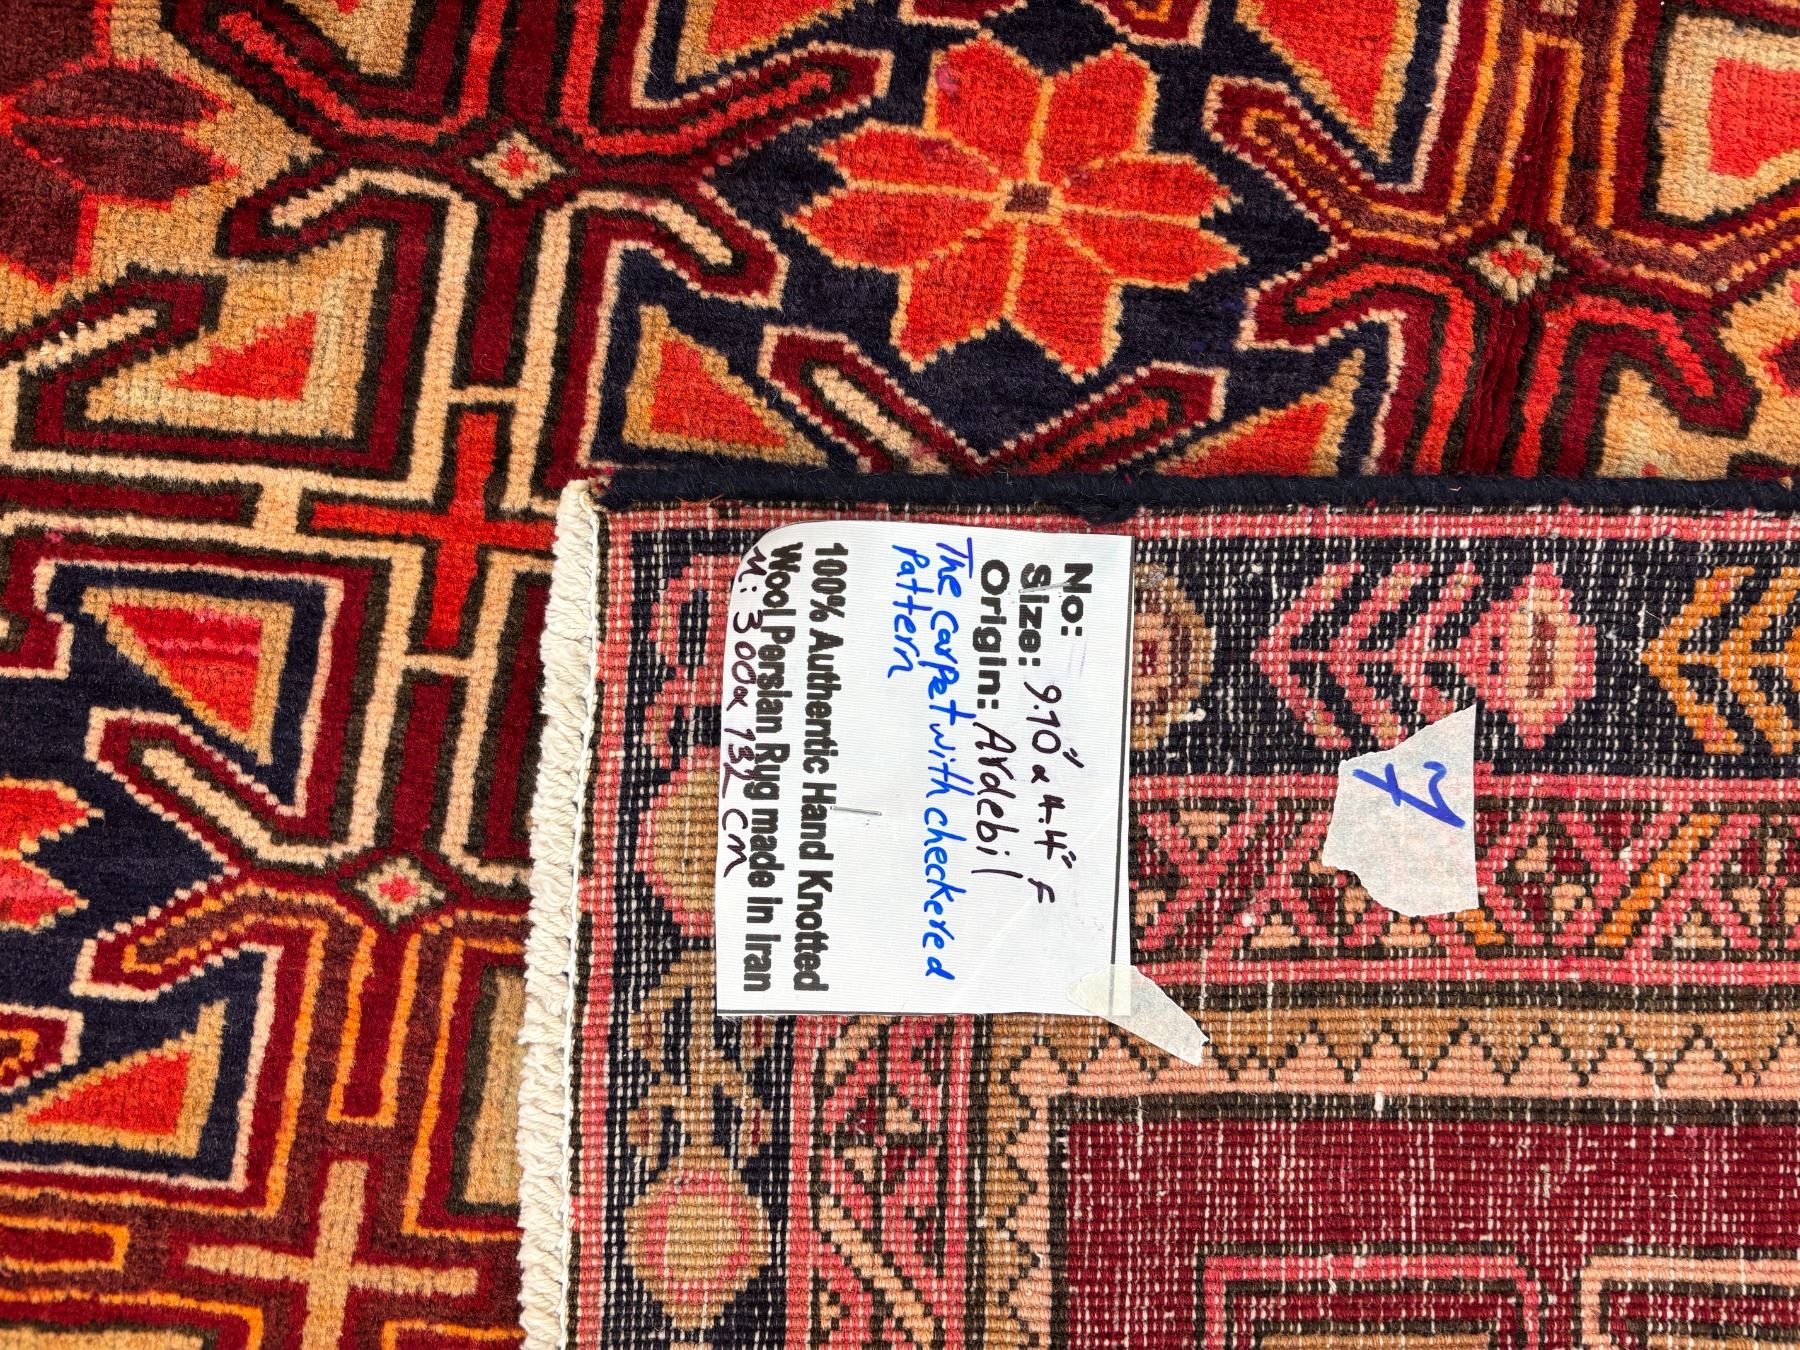 No:
Size: 9.10" x 4.4" F
Origin: Ardebil
The carpet with checkered
Pattern
100% Authentic Hand Knotted
Wool Persian Rug made in Iran
M: 300x 132 cm